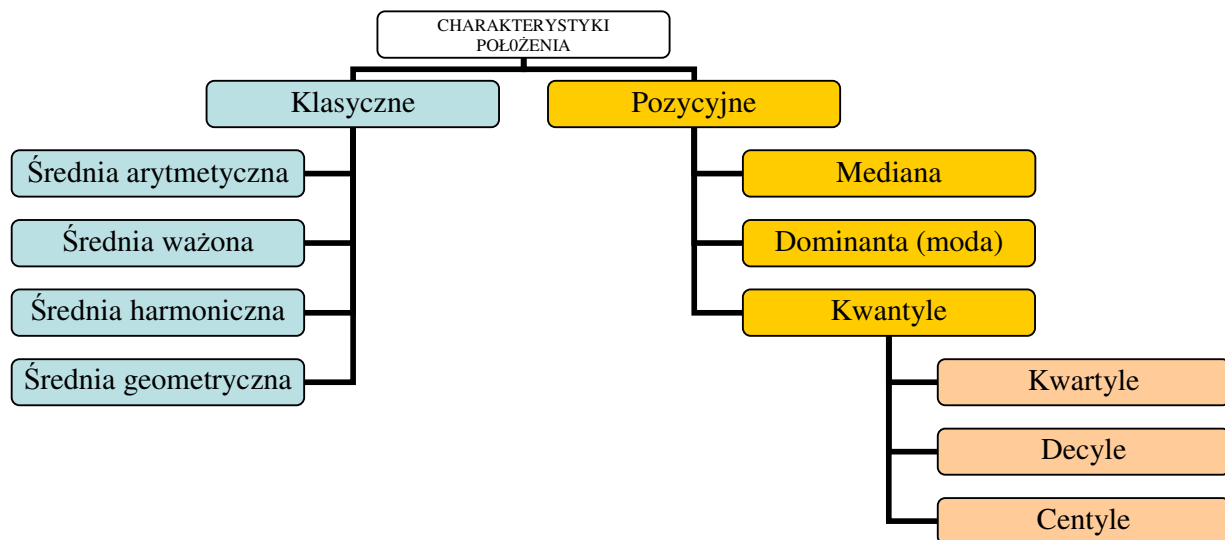 CHARAKTERYSTYKI
POŁ0ŻENIA
Klasyczne
Pozycyjne
Średnia arytmetyczna
Średnia ważona
Średnia harmoniczna
Średnia geometryczna
Mediana
Dominanta (moda)
Kwantyle
Kwartyle
Decyle
Centyle